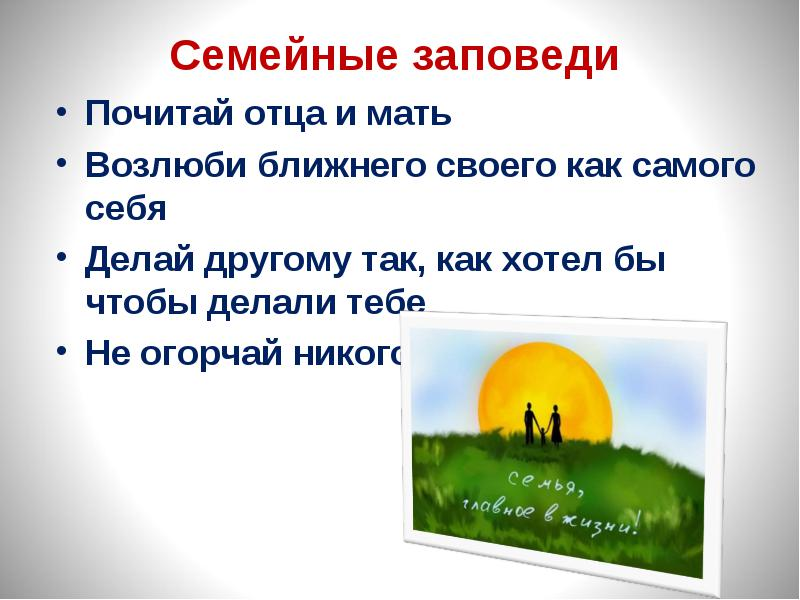 Семейные заповеди
• Почитай отца и мать
• Возлюби ближнего своего как самого
себя
• Делай другому так, как хотел бы
чтобы делали тебе
• Не огорчай никого
семья,
главное в жизни!